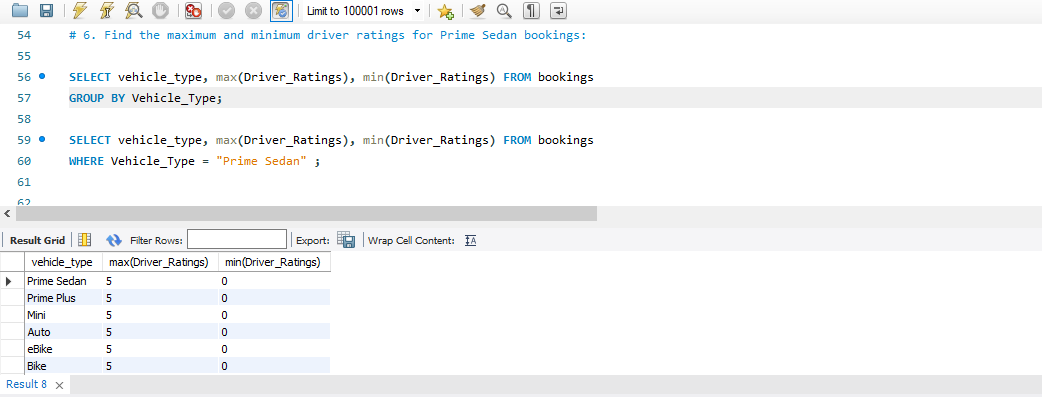 Limit to 100001 rows
54 # 6. Find the maximum and minimum driver ratings for Prime Sedan bookings:
55
56 SELECT vehicle_type, max(Driver_Ratings), min(Driver_Ratings) FROM bookings
57 GROUP BY Vehicle_Type;
58
59 SELECT vehicle_type, max(Driver_Ratings), min(Driver_Ratings) FROM bookings
60 WHERE Vehicle_Type = "Prime Sedan" ;
61
62
Result Grid Filter Rows: Export: Wrap Cell Content: IA
vehicle_type max(Driver_Ratings) min(Driver_Ratings)
Prime Sedan 5 0
Prime Plus 5 0
Mini 5 0
Auto 5 0
eBike 5 0
Bike 5 0
Result 8